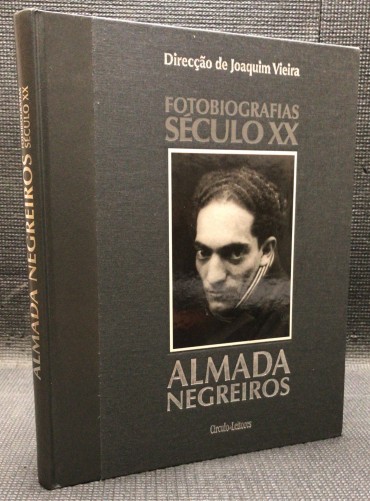 Direcção de Joaquim Vieira
FOTOBIOGRAFIAS
SÉCULO XX
ALMADA
NEGREIROS
Círculo-Leitores
ALMADA NEGREIROS SÉCULO XX